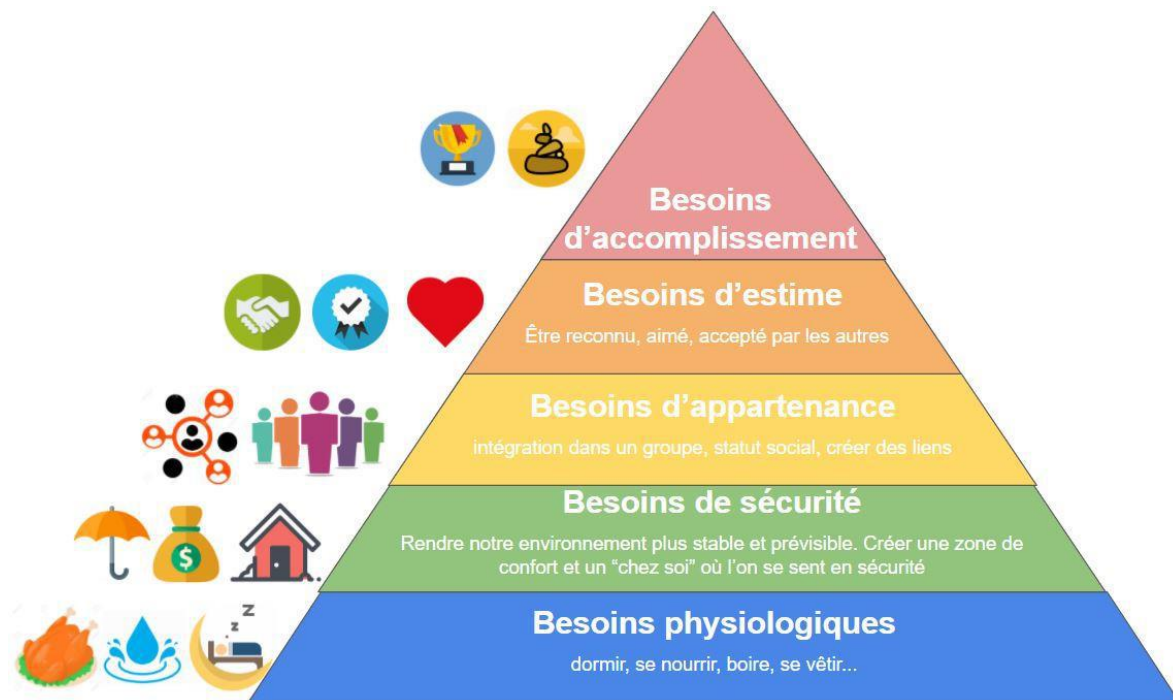 Besoins
d’accomplissement
Besoins d’estime
Être reconnu, aimé, accepté par les autres
Besoins d’appartenance
intégration dans un groupe, statut social, créer des liens
Besoins de sécurité
Rendre notre environnement plus stable et prévisible. Créer une zone de
confort et un “chez soi” où l’on se sent en sécurité
Besoins physiologiques
dormir, se nourrir, boire, se vêtir...
$
z
Z